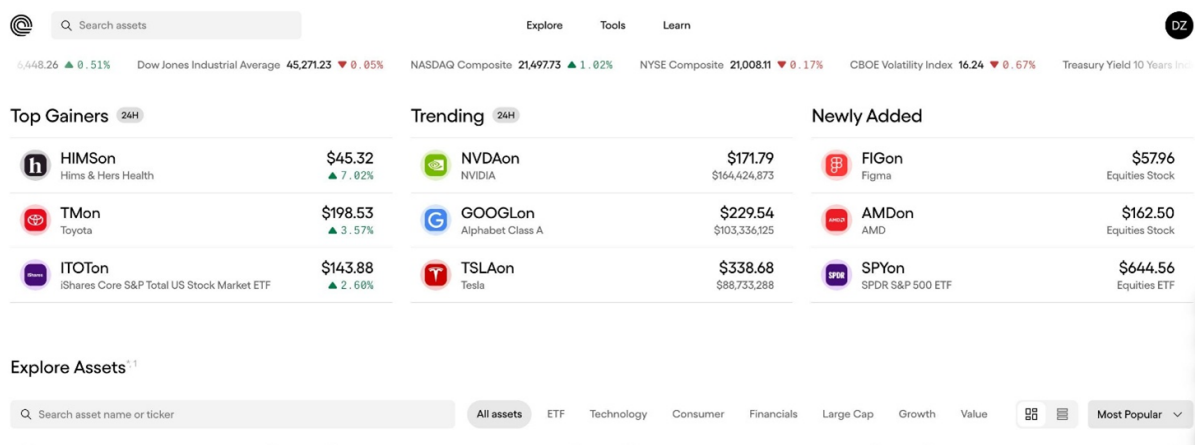 Search assets
Explore Tools Learn
DZ
6,448.26 ▲ 0.51% Dow Jones Industrial Average 45,271.23 ▼ 0.05% NASDAQ Composite 21,497.73 ▲ 1.02% NYSE Composite 21,008.11 ▼ 0.17% CBOE Volatility Index 16.24 ▼ 0.67% Treasury Yield 10 Years
Top Gainers 24H
h
HIMSon $45.32
Hims & Hers Health ▲ 7.02%
TMon $198.53
Toyota ▲ 3.57%
iShares
ITOTon $143.88
iShares Core S&P Total US Stock Market ETF ▲ 2.60%
Trending 24H
NVDAon $171.79
NVIDIA $164,424,873
G
GOOGLon $229.54
Alphabet Class A $103,336,125
TSLAon $338.68
Tesla $88,733,288
Newly Added
FIGon $57.96
Figma Equities Stock
AMD
AMDon $162.50
AMD Equities Stock
SPDR
SPYon $644.56
SPDR S&P 500 ETF Equities ETF
Explore Assets*,1
Search asset name or ticker
All assets ETF Technology Consumer Financials Large Cap Growth Value
Most Popular